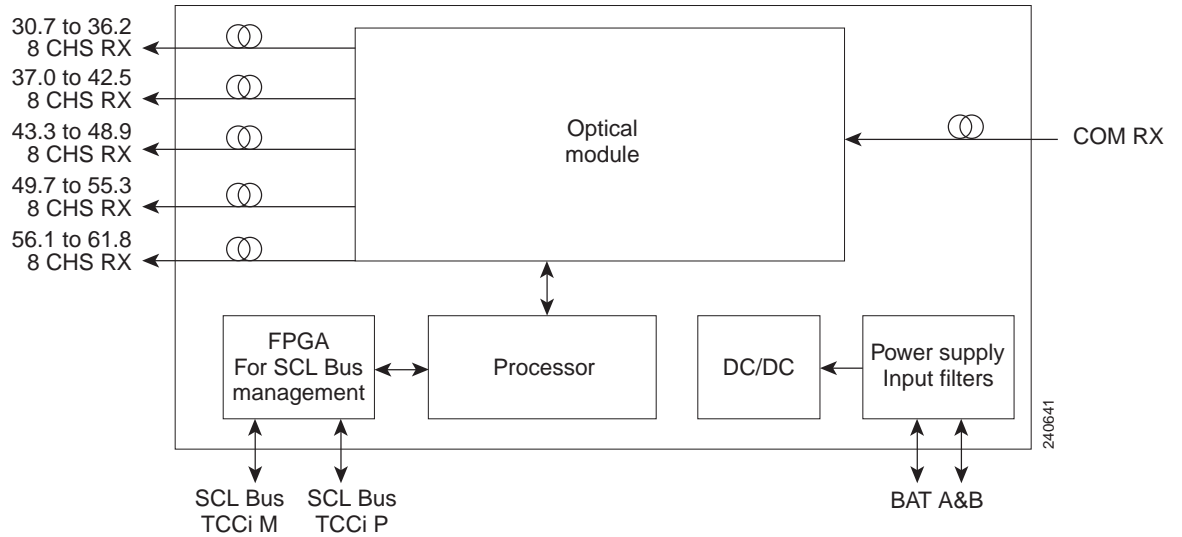 30.7 to 36.2
8 CHS RX
37.0 to 42.5
8 CHS RX
43.3 to 48.9
8 CHS RX
49.7 to 55.3
8 CHS RX
56.1 to 61.8
8 CHS RX
Optical
module
COM RX
FPGA
For SCL Bus
management
Processor
DC/DC
Power supply
Input filters
240641
SCL Bus
TCCi M
SCL Bus
TCCi P
BAT A&B